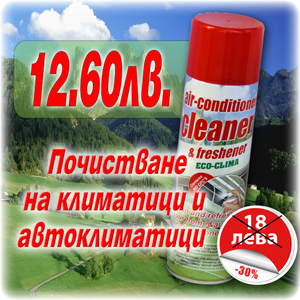 12.60лв.
air-conditioner
cleaner
& freshener
ECO-CLIMA
Почистване
на климатици и
автоклиматици
18
лева
-30%